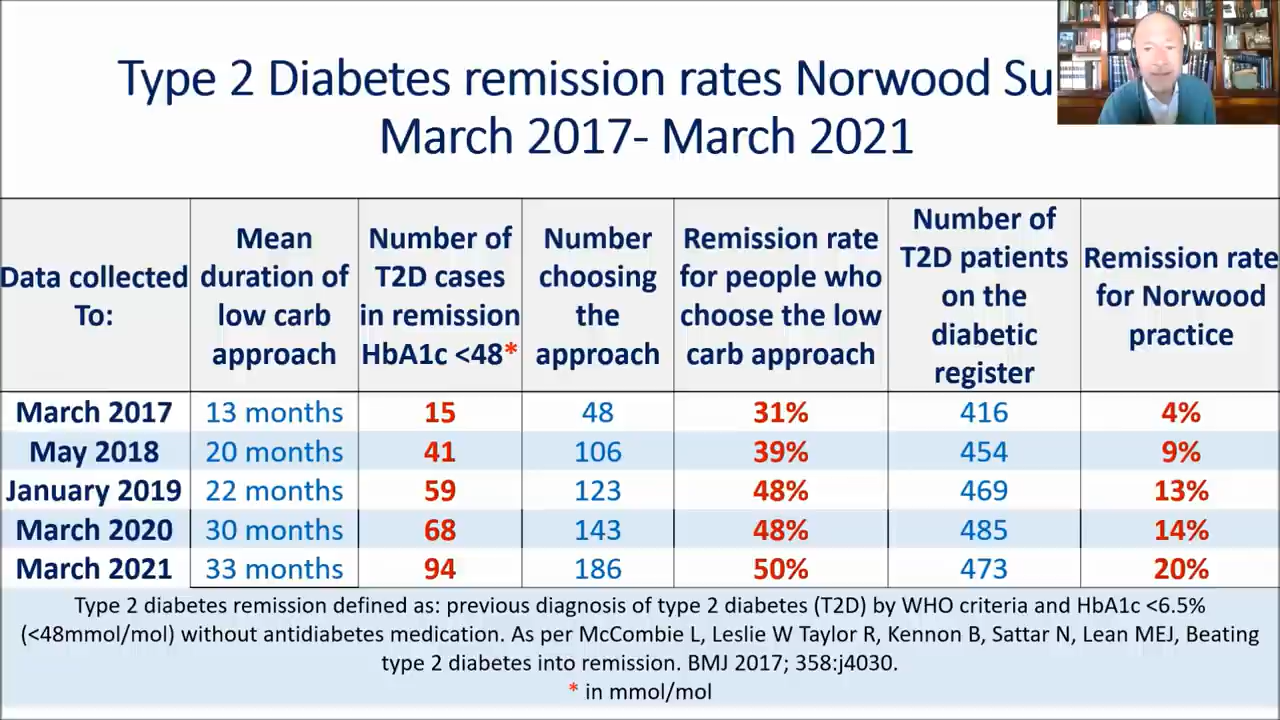 Type 2 Diabetes remission rates Norwood Su
March 2017- March 2021
Data collected To:
Mean duration of low carb approach
Number of T2D cases in remission HbA1c <48*
Number choosing the approach
Remission rate for people who choose the low carb approach
Number of T2D patients on the diabetic register
Remission rate for Norwood practice
March 2017 13 months 15 48 31% 416 4%
May 2018 20 months 41 106 39% 454 9%
January 2019 22 months 59 123 48% 469 13%
March 2020 30 months 68 143 48% 485 14%
March 2021 33 months 94 186 50% 473 20%
Type 2 diabetes remission defined as: previous diagnosis of type 2 diabetes (T2D) by WHO criteria and HbA1c <6.5%
(<48mmol/mol) without antidiabetes medication. As per McCombie L, Leslie W Taylor R, Kennon B, Sattar N, Lean MEJ, Beating
type 2 diabetes into remission. BMJ 2017; 358:j4030.
* in mmol/mol